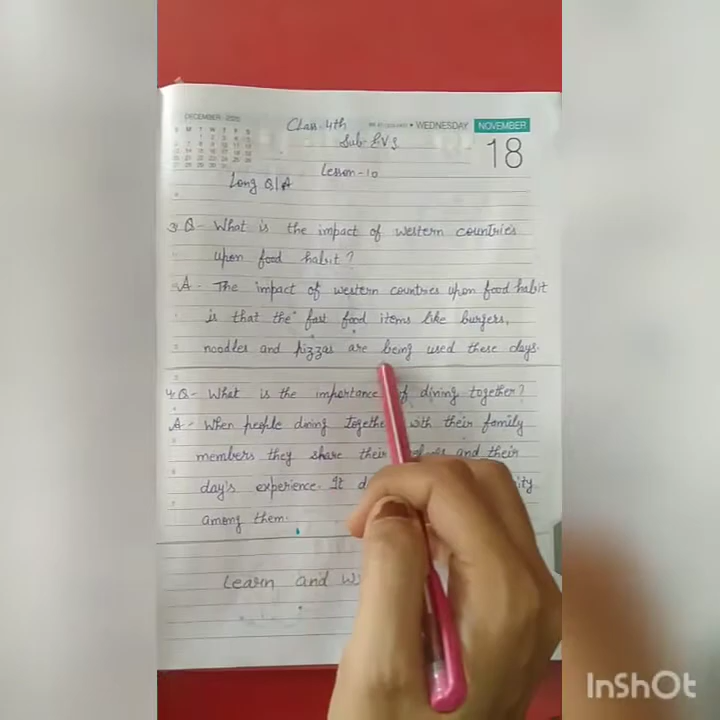 DECEMBER 2020
WEDNESDAY NOVEMBER
18
Class 4th
Sub-EVS
Lesson-10
Long Q/A
3) Q- What is the impact of western countries
upon food habit?
A- The impact of western countries upon food habit
is that the fast food items like burgers,
noodles and pizzas are being used these days.
4) Q- What is the importance of dining together?
A- When people dining together with their family
members they share their and their
day's experience. It
among them.
Learn and
InShOt